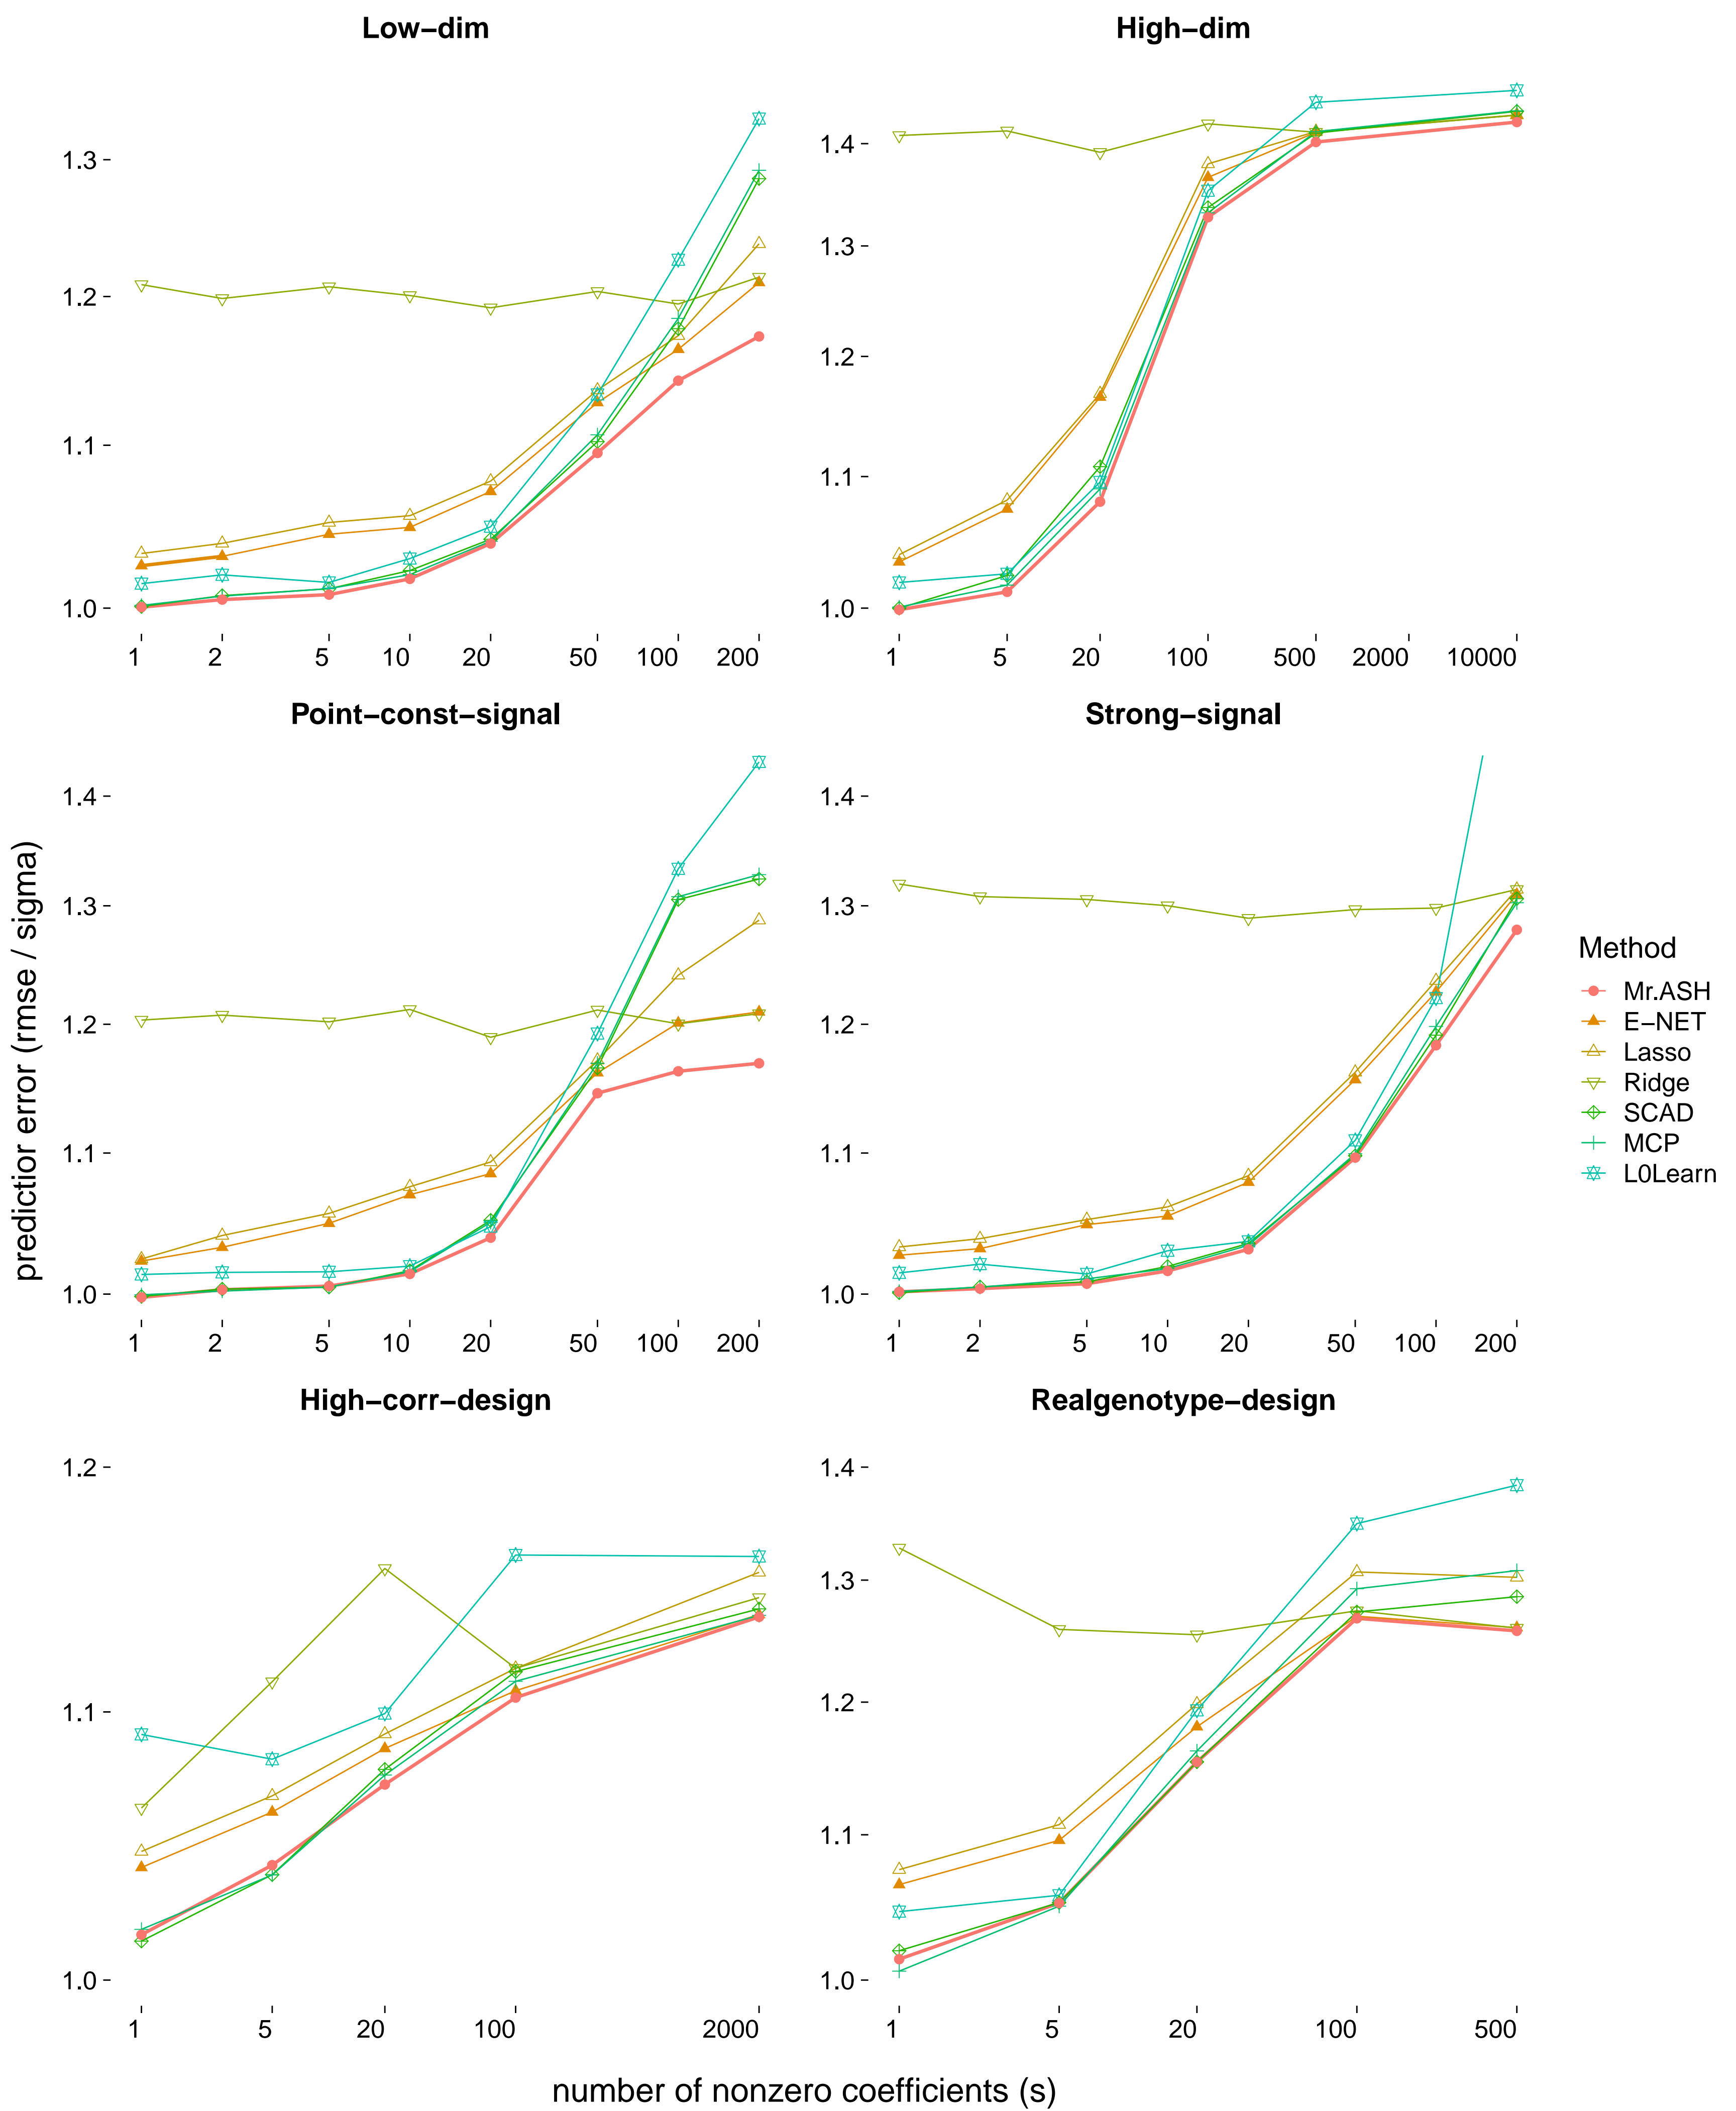 Low−dim
High−dim
1.3
1.2
1.1
1.0
1 2 5 10 20 50 100 200
1.4
1.3
1.2
1.1
1.0
1 5 20 100 500 2000 10000
Point−const−signal
Strong−signal
1.4
1.3
1.2
1.1
1.0
1 2 5 10 20 50 100 200
1.4
1.3
1.2
1.1
1.0
1 2 5 10 20 50 100 200
High−corr−design
Realgenotype−design
1.2
1.1
1.0
1 5 20 100 2000
1.4
1.3
1.2
1.1
1.0
1 5 20 100 500
predictior error (rmse / sigma)
number of nonzero coefficients (s)
Method
Mr.ASH
E−NET
Lasso
Ridge
SCAD
MCP
L0Learn